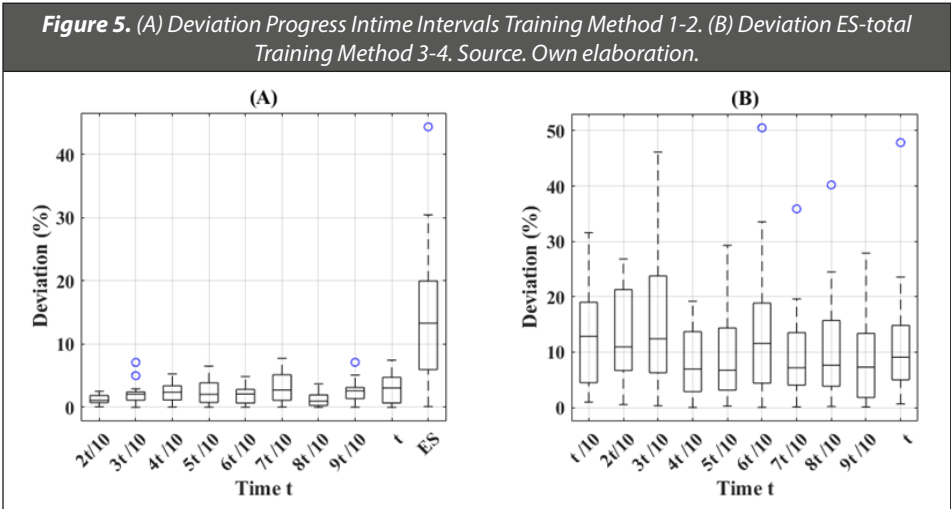 Figure 5. (A) Deviation Progress Intime Intervals Training Method 1-2. (B) Deviation ES-total
Training Method 3-4. Source. Own elaboration.
(A)
Deviation (%)
40
30
20
10
0
2t/10 3t /10 4t /10 5t /10 6t /10 7t /10 8t /10 9t /10 t ES
Time t
(B)
Deviation (%)
50
40
30
20
10
0
t /10 2t/10 3t /10 4t /10 5t /10 6t /10 7t /10 8t /10 9t /10 t
Time t